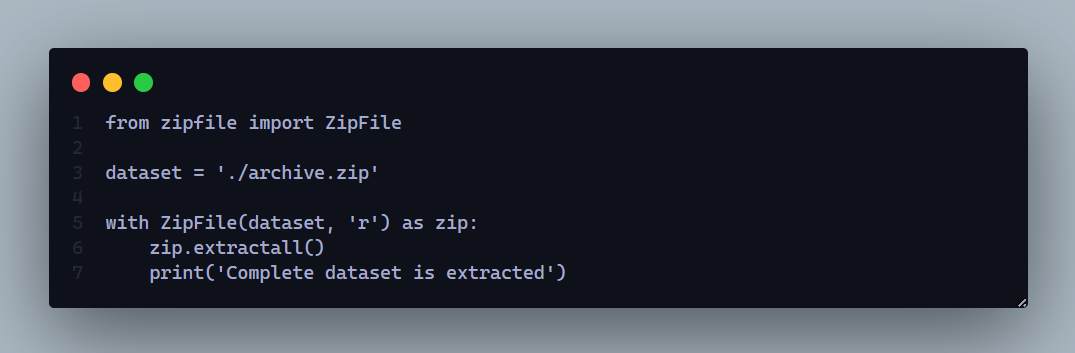 1 from zipfile import ZipFile
2
3 dataset = './archive.zip'
4
5 with ZipFile(dataset, 'r') as zip:
6     zip.extractall()
7     print('Complete dataset is extracted')